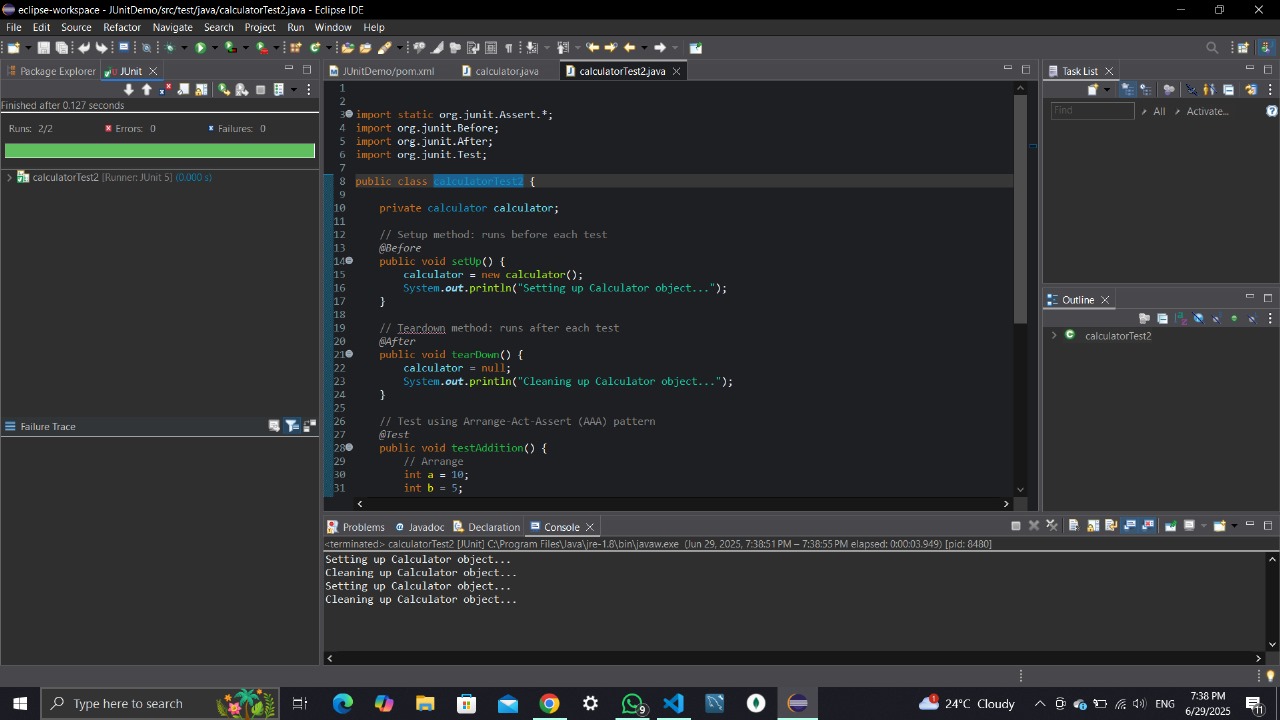 eclipse-workspace - JUnitDemo/src/test/java/calculatorTest2.java - Eclipse IDE
File Edit Source Refactor Navigate Search Project Run Window Help
Package Explorer JUnit
Finished after 0.127 seconds
Runs: 2/2 Errors: 0 Failures: 0
calculatorTest2 [Runner: JUnit 5] (0.000 s)
Failure Trace
JUnitDemo/pom.xml calculator.java calculatorTest2.java
1
2
3 import static org.junit.Assert.*;
4 import org.junit.Before;
5 import org.junit.After;
6 import org.junit.Test;
7
8 public class calculatorTest2 {
9
10 private calculator calculator;
11
12 // Setup method: runs before each test
13 @Before
14 public void setUp() {
15 calculator = new calculator();
16 System.out.println("Setting up Calculator object...");
17 }
18
19 // Teardown method: runs after each test
20 @After
21 public void tearDown() {
22 calculator = null;
23 System.out.println("Cleaning up Calculator object...");
24 }
25
26 // Test using Arrange-Act-Assert (AAA) pattern
27 @Test
28 public void testAddition() {
29 // Arrange
30 int a = 10;
31 int b = 5;
Task List
Find All Activate...
Outline
calculatorTest2
Problems Javadoc Declaration Console
<terminated> calculatorTest2 [JUnit] C:\Program Files\Java\jre-1.8\bin\javaw.exe (Jun 29, 2025, 7:38:51 PM – 7:38:55 PM elapsed: 0:00:03.949) [pid: 8480]
Setting up Calculator object...
Cleaning up Calculator object...
Setting up Calculator object...
Cleaning up Calculator object...
Type here to search
9
1
24°C Cloudy
ENG
7:38 PM
6/29/2025
11